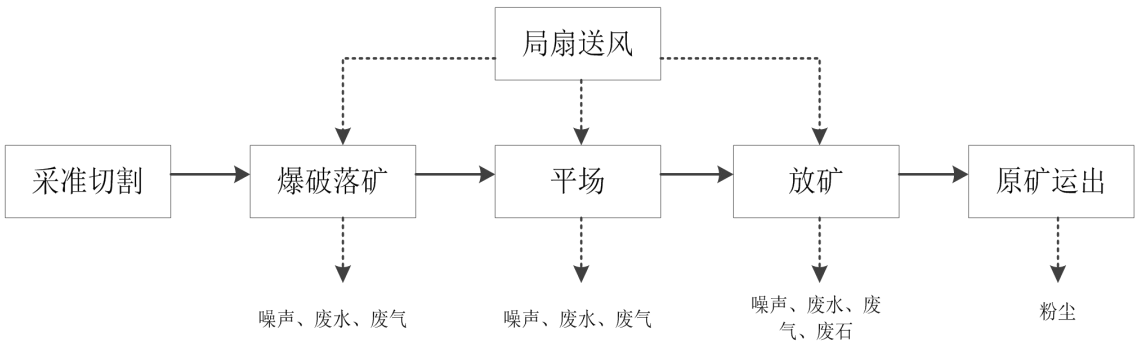 局扇送风
采准切割
爆破落矿
平场
放矿
原矿运出
噪声、废水、废气
噪声、废水、废气
噪声、废水、废
气、废石
粉尘